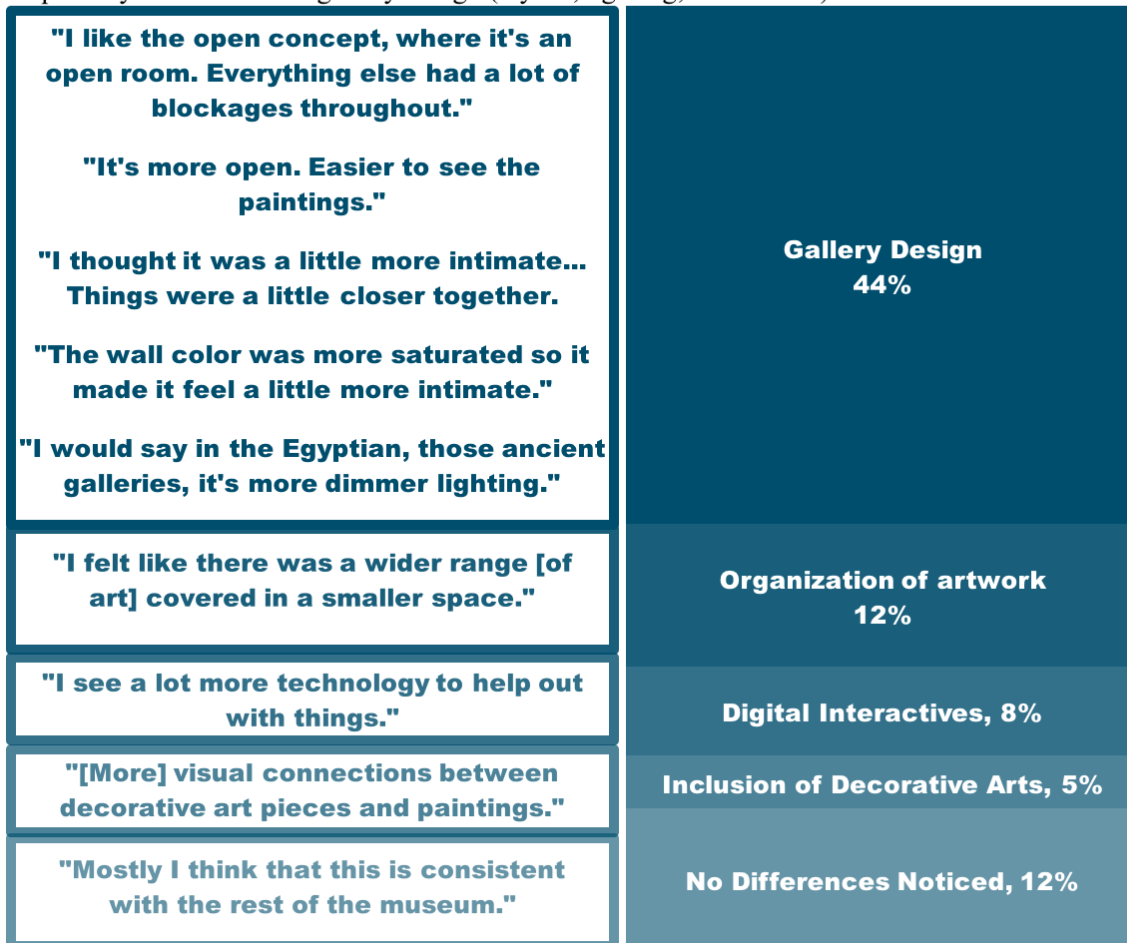 "I like the open concept, where it's an
open room. Everything else had a lot of
blockages throughout."
"It's more open. Easier to see the
paintings."
"I thought it was a little more intimate...
Things were a little closer together.
"The wall color was more saturated so it
made it feel a little more intimate."
"I would say in the Egyptian, those ancient
galleries, it's more dimmer lighting."
Gallery Design
44%
"I felt like there was a wider range [of
art] covered in a smaller space."
Organization of artwork
12%
"I see a lot more technology to help out
with things."
Digital Interactives, 8%
"[More] visual connections between
decorative art pieces and paintings."
Inclusion of Decorative Arts, 5%
"Mostly I think that this is consistent
with the rest of the museum."
No Differences Noticed, 12%